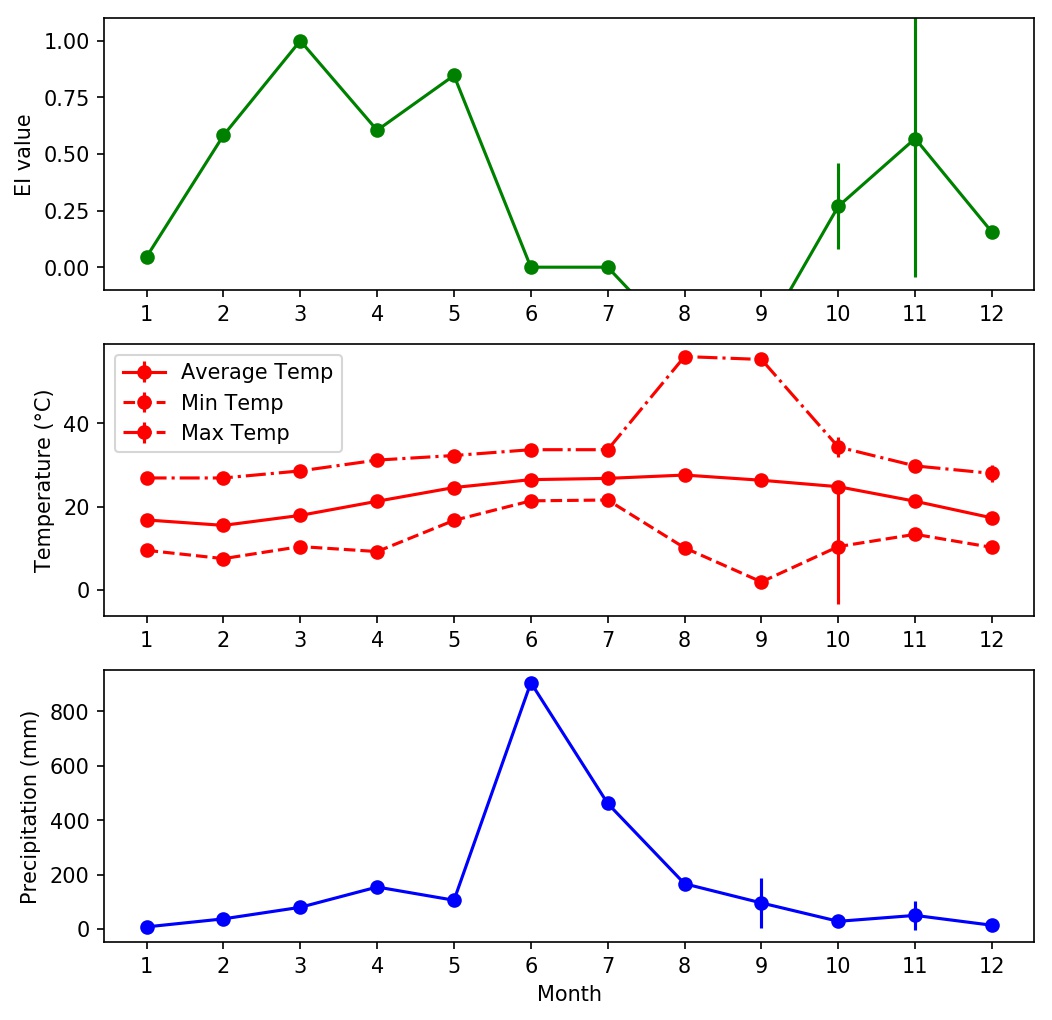 EI value
1.00
0.75
0.50
0.25
0.00
1 2 3 4 5 6 7 8 9 10 11 12
Temperature (°C)
40
20
0
Average Temp
Min Temp
Max Temp
1 2 3 4 5 6 7 8 9 10 11 12
Precipitation (mm)
800
600
400
200
0
1 2 3 4 5 6 7 8 9 10 11 12
Month